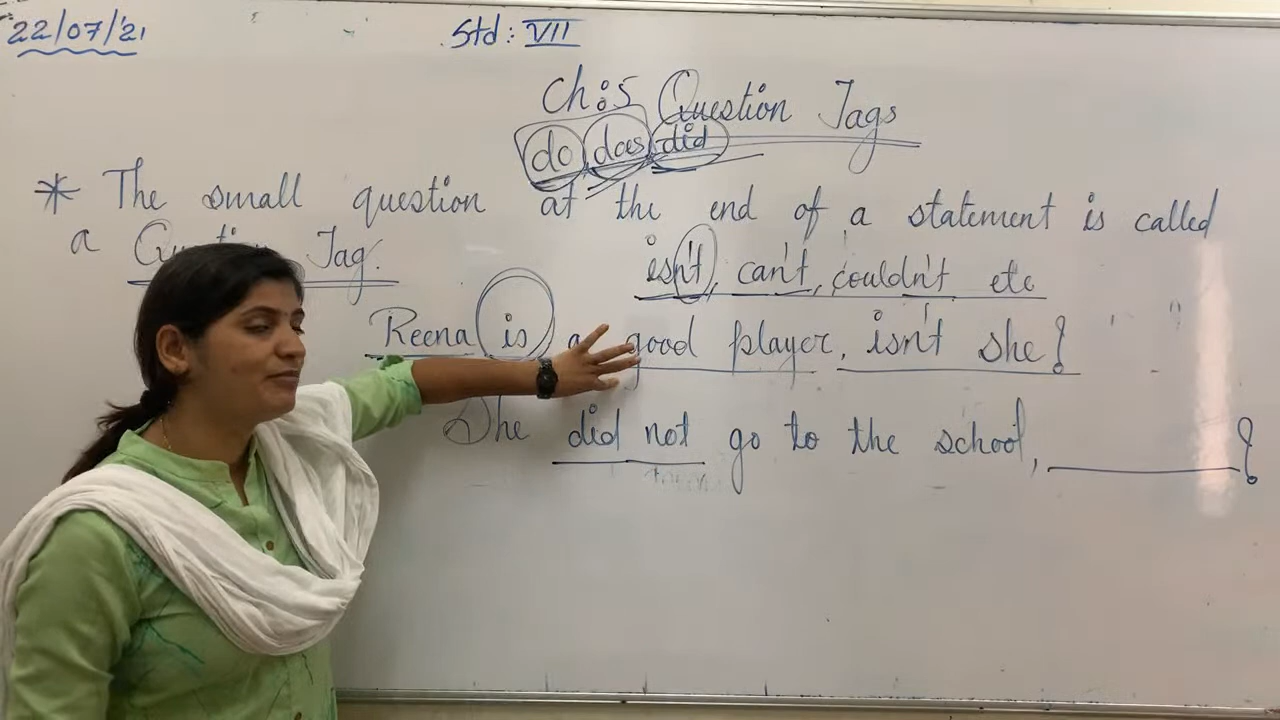 22/07/21
Std: VII
Ch:5 Question Tags
do does did
* The small question at the end of a statement is called
a Question Tag.
isn't, can't, couldn't etc
Reena is a good player, isn't she?
She did not go to the school, ________?